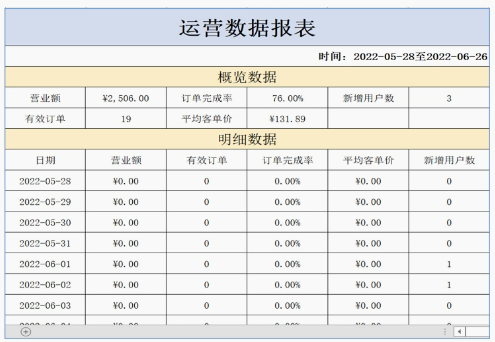 运营数据报表
时间：2022-05-28至2022-06-26
概览数据
营业额 ¥2,506.00 订单完成率 76.00% 新增用户数 3
有效订单 19 平均客单价 ¥131.89
明细数据
日期 营业额 有效订单 订单完成率 平均客单价 新增用户数
2022-05-28 ¥0.00 0 0.00% ¥0.00 0
2022-05-29 ¥0.00 0 0.00% ¥0.00 0
2022-05-30 ¥0.00 0 0.00% ¥0.00 0
2022-05-31 ¥0.00 0 0.00% ¥0.00 0
2022-06-01 ¥0.00 0 0.00% ¥0.00 1
2022-06-02 ¥0.00 0 0.00% ¥0.00 1
2022-06-03 ¥0.00 0 0.00% ¥0.00 0